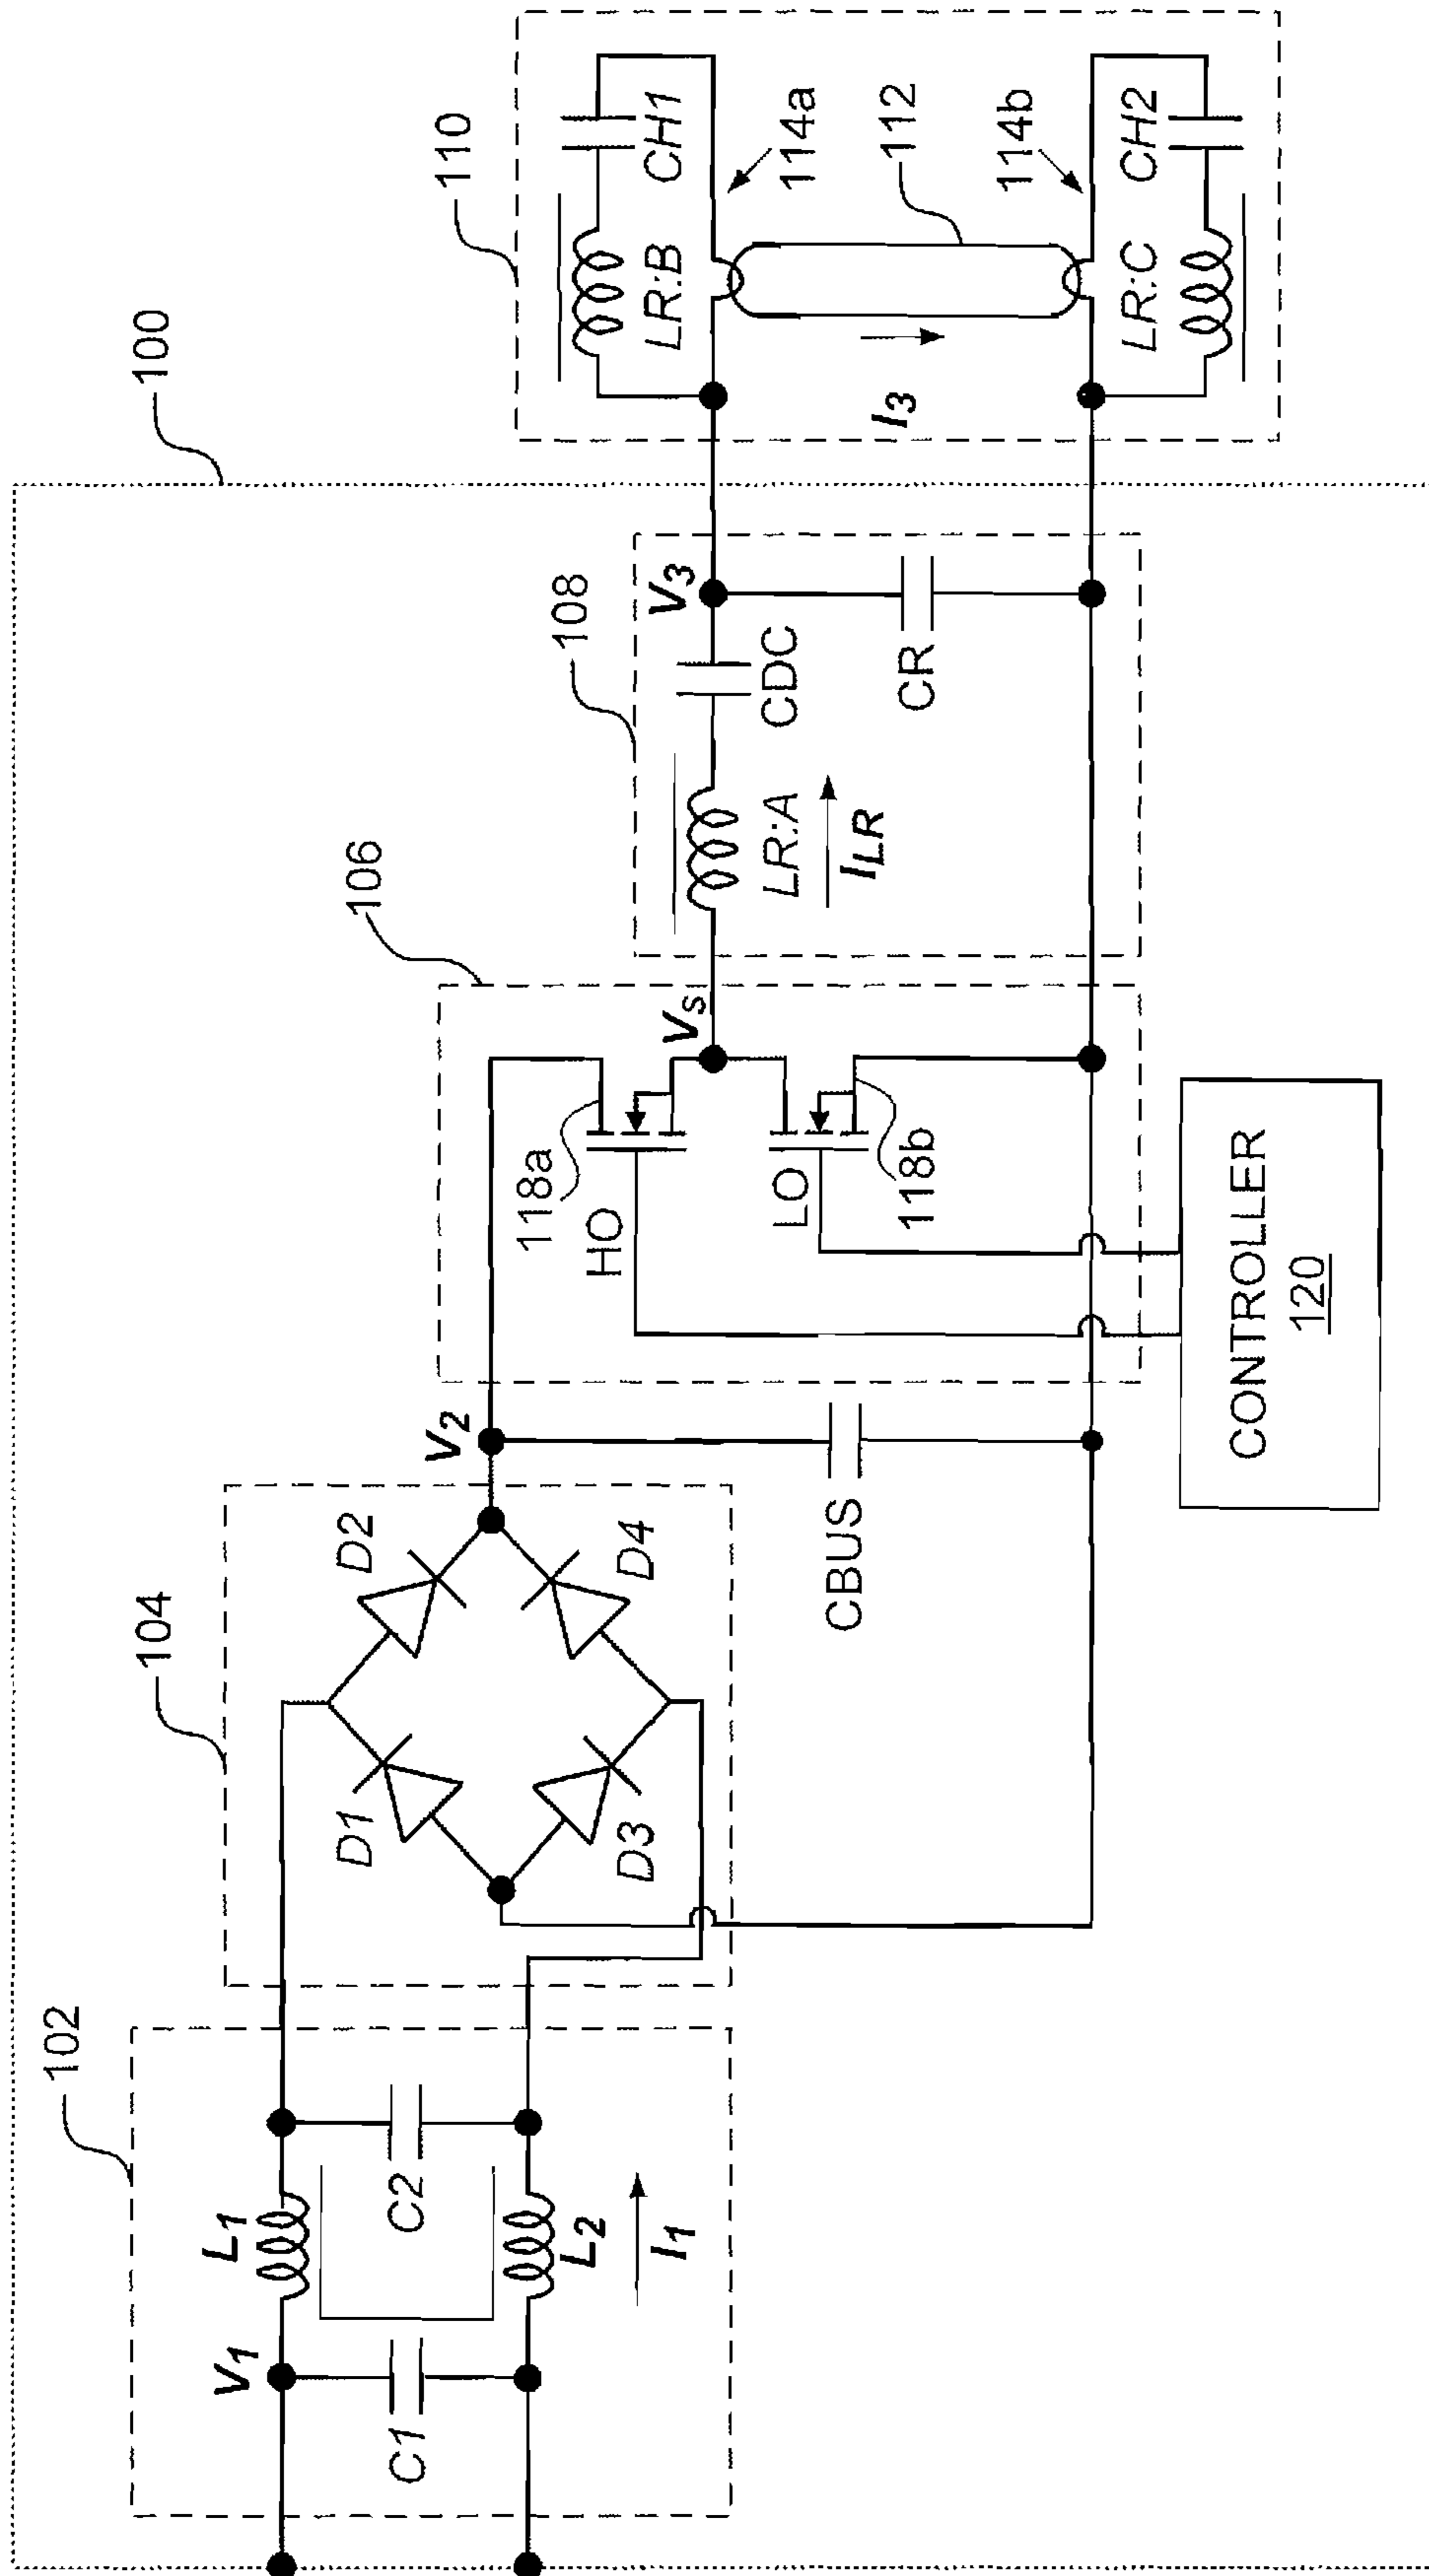 100
102
104
106
108
110
V1
C1
L1
L2
C2
I1
D1
D2
D3
D4
V2
CBUS
118a
HO
LO
118b
VS
CONTROLLER
120
LR:A
ILR
CDC
V3
CR
LR:B
CH1
114a
112
I3
114b
LR:C
CH2